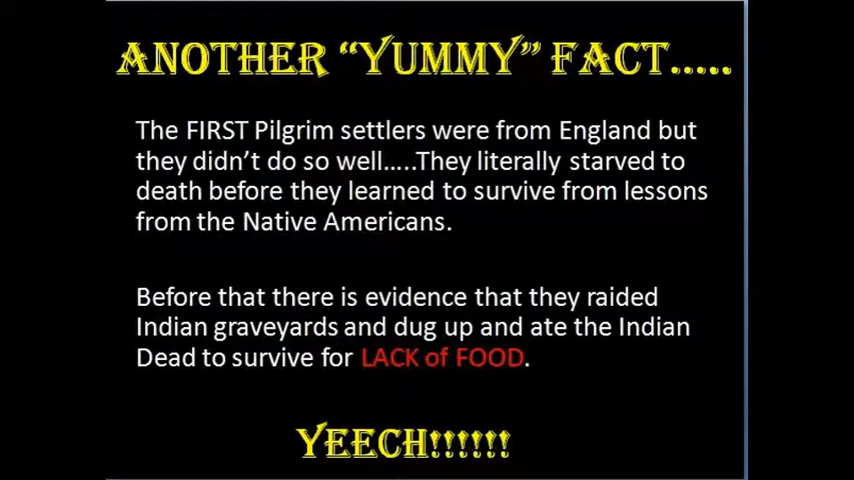 ANOTHER “YUMMY” FACT.....
The FIRST Pilgrim settlers were from England but
they didn’t do so well.....They literally starved to
death before they learned to survive from lessons
from the Native Americans.
Before that there is evidence that they raided
Indian graveyards and dug up and ate the Indian
Dead to survive for LACK of FOOD.
YEECH!!!!!!